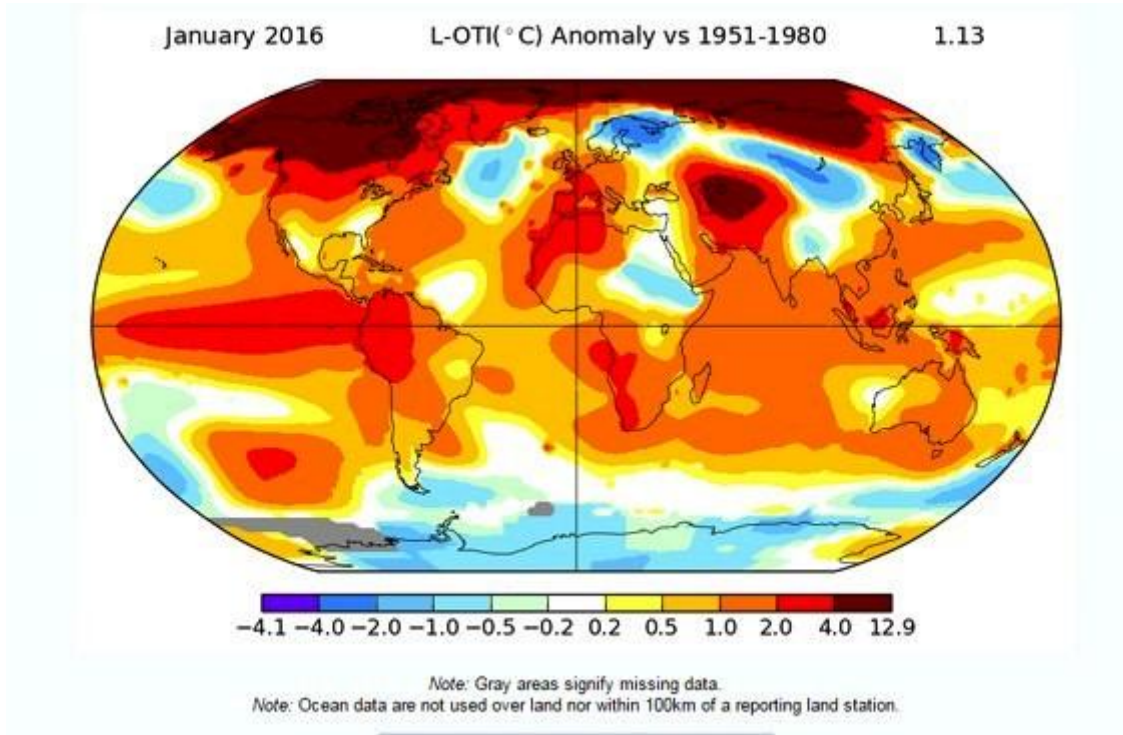 January 2016 L-OTI(°C) Anomaly vs 1951-1980 1.13
−4.1 −4.0 −2.0 −1.0 −0.5 −0.2 0.2 0.5 1.0 2.0 4.0 12.9
Note: Gray areas signify missing data.
Note: Ocean data are not used over land nor within 100km of a reporting land station.